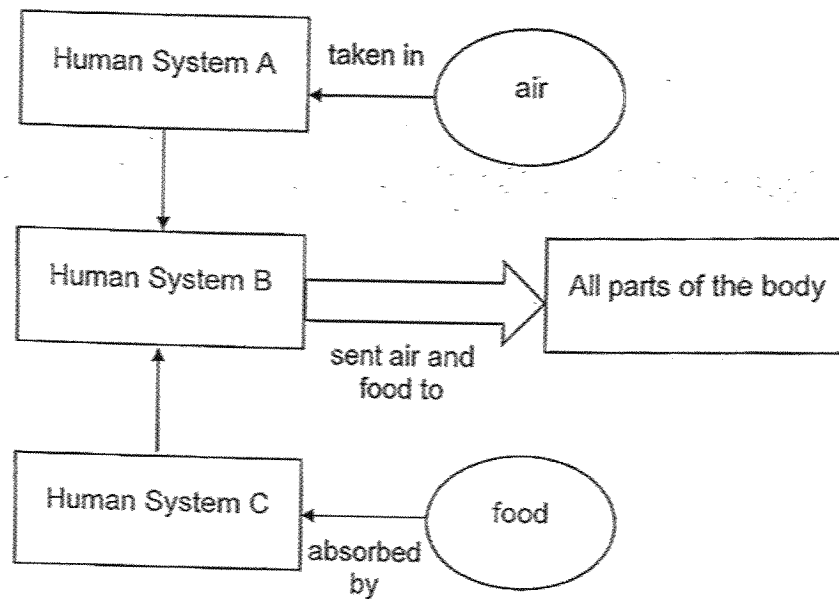 Human System A
taken in
air
Human System B
All parts of the body
sent air and
food to
Human System C
food
absorbed
by